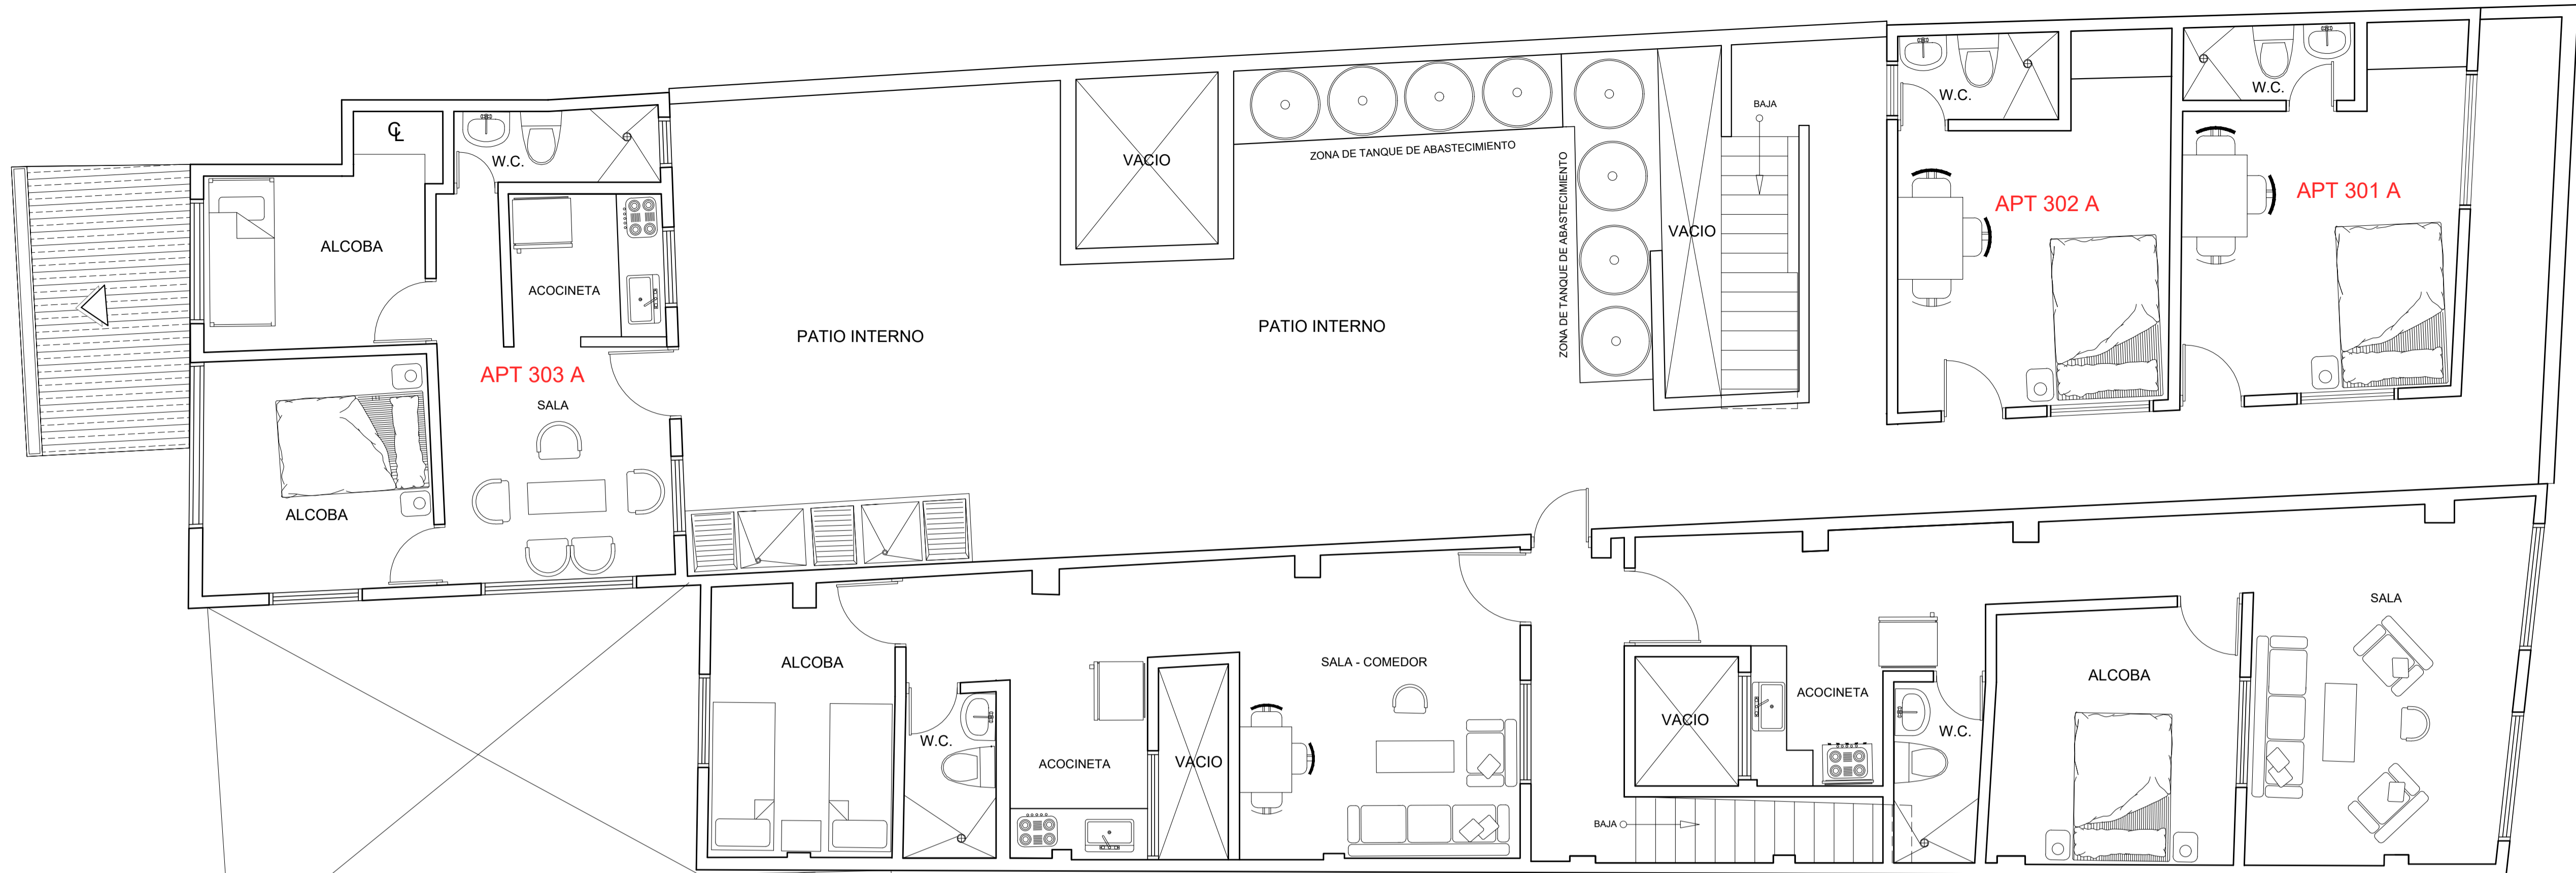 BAJA
W.C.
W.C.
CL
W.C.
VACIO
ZONA DE TANQUE DE ABASTECIMIENTO
ZONA DE TANQUE DE ABASTECIMIENTO
APT 301 A
APT 302 A
VACIO
ALCOBA
ACOCINETA
PATIO INTERNO
PATIO INTERNO
APT 303 A
SALA
ALCOBA
SALA
ALCOBA
SALA - COMEDOR
ALCOBA
ACOCINETA
VACIO
W.C.
W.C.
ACOCINETA
VACIO
BAJA